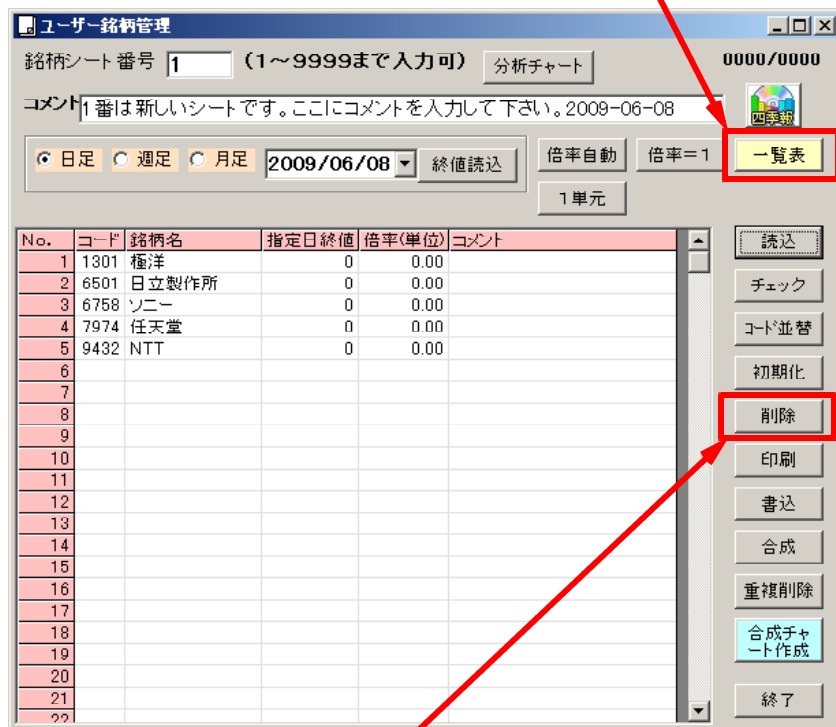 ユーザー銘柄管理
銘柄シート番号 1 (1～9999まで入力可) 分析チャート 0000/0000
コメント 1番は新しいシートです。ここにコメントを入力して下さい。2009-06-08
四季報
日足 週足 月足 2009/06/08 終値読込 倍率自動 倍率=1 一覧表
1単元
No. コード 銘柄名 指定日終値 倍率(単位) コメント
1 1301 極洋 0 0.00
2 6501 日立製作所 0 0.00
3 6758 ソニー 0 0.00
4 7974 任天堂 0 0.00
5 9432 NTT 0 0.00
6
7
8
9
10
11
12
13
14
15
16
17
18
19
20
21
22
読込
チェック
コード並替
初期化
削除
印刷
書込
合成
重複削除
合成チャ
ート作成
終了